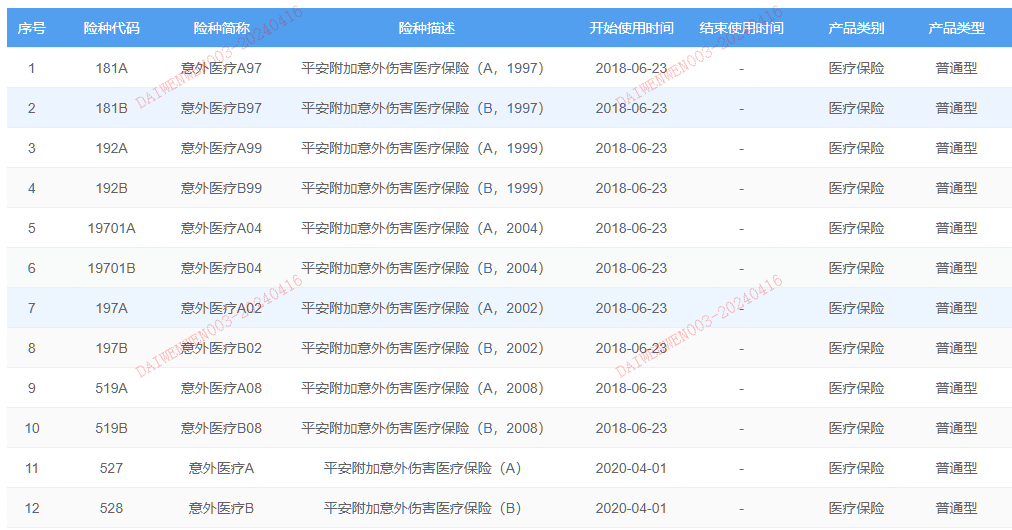 序号 险种代码 险种简称 险种描述 开始使用时间 结束使用时间 产品类别 产品类型
1 181A 意外医疗A97 平安附加意外伤害医疗保险（A，1997） 2018-06-23 - 医疗保险 普通型
2 181B 意外医疗B97 平安附加意外伤害医疗保险（B，1997） 2018-06-23 - 医疗保险 普通型
3 192A 意外医疗A99 平安附加意外伤害医疗保险（A，1999） 2018-06-23 - 医疗保险 普通型
4 192B 意外医疗B99 平安附加意外伤害医疗保险（B，1999） 2018-06-23 - 医疗保险 普通型
5 19701A 意外医疗A04 平安附加意外伤害医疗保险（A，2004） 2018-06-23 - 医疗保险 普通型
6 19701B 意外医疗B04 平安附加意外伤害医疗保险（B，2004） 2018-06-23 - 医疗保险 普通型
7 197A 意外医疗A02 平安附加意外伤害医疗保险（A，2002） 2018-06-23 - 医疗保险 普通型
8 197B 意外医疗B02 平安附加意外伤害医疗保险（B，2002） 2018-06-23 - 医疗保险 普通型
9 519A 意外医疗A08 平安附加意外伤害医疗保险（A，2008） 2018-06-23 - 医疗保险 普通型
10 519B 意外医疗B08 平安附加意外伤害医疗保险（B，2008） 2018-06-23 - 医疗保险 普通型
11 527 意外医疗A 平安附加意外伤害医疗保险（A） 2020-04-01 - 医疗保险 普通型
12 528 意外医疗B 平安附加意外伤害医疗保险（B） 2020-04-01 - 医疗保险 普通型
DAIWENWEN003-20240416
DAIWENWEN003-20240416
DAIWENWEN003-20240416
DAIWENWEN003-20240416